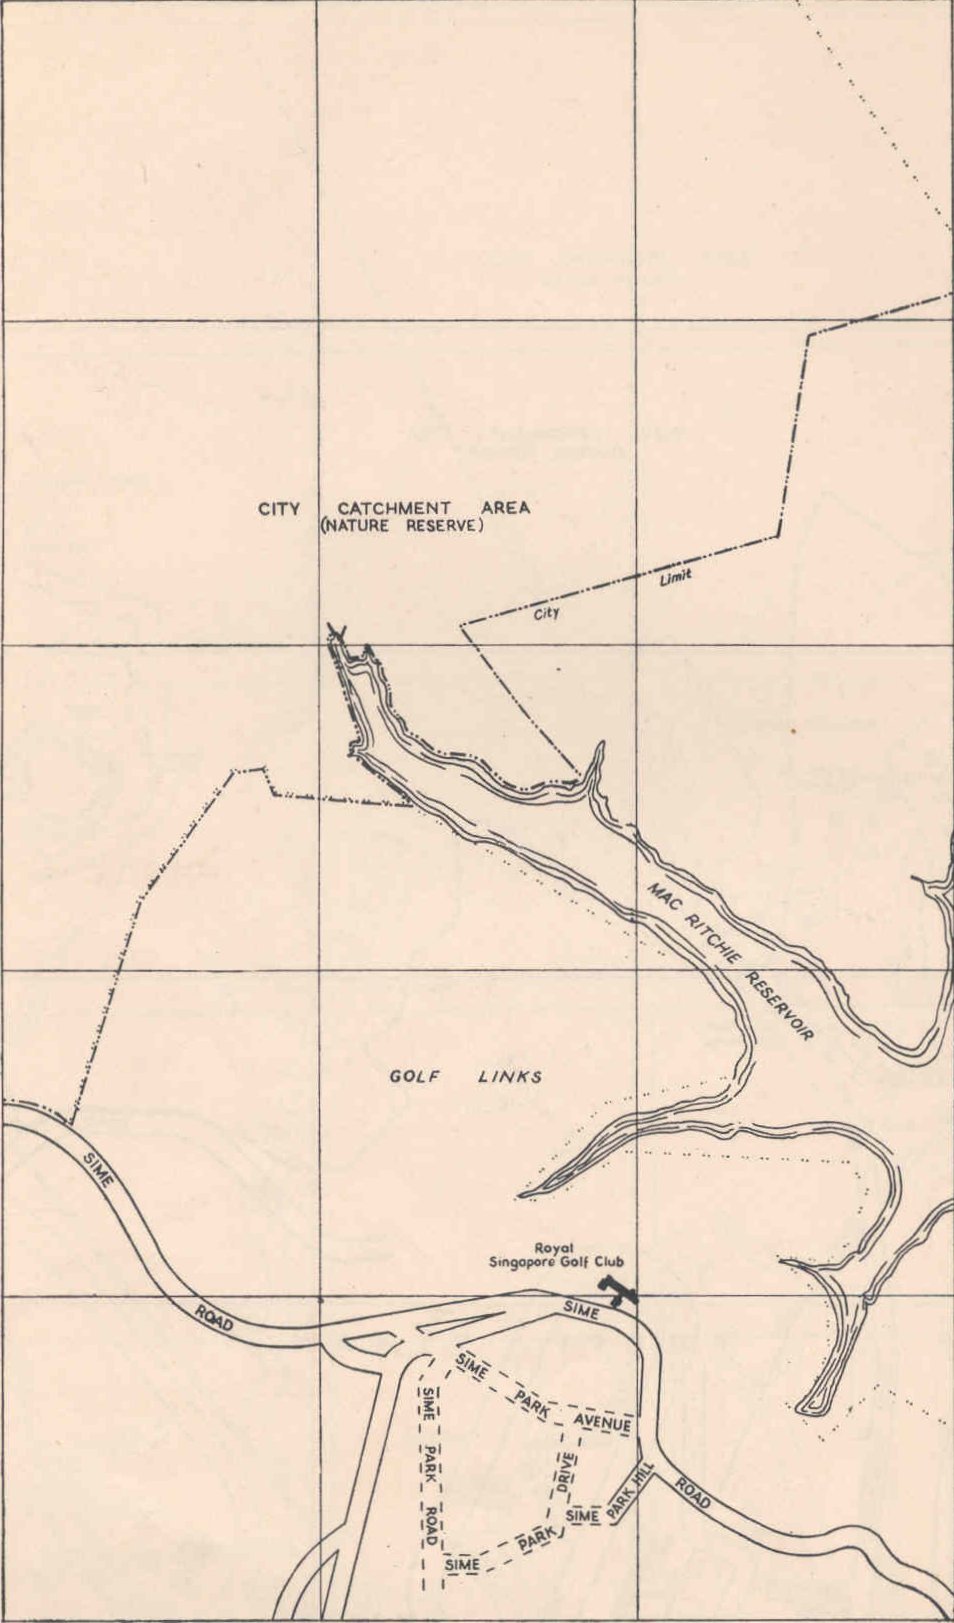 CITY CATCHMENT AREA
(NATURE RESERVE)
City Limit
MAC RITCHIE RESERVOIR
GOLF LINKS
SIME
Royal
Singapore Golf Club
ROAD
SIME
SIME PARK AVENUE
SIME PARK ROAD
DRIVE
SIME PARK HILL
ROAD
SIME PARK